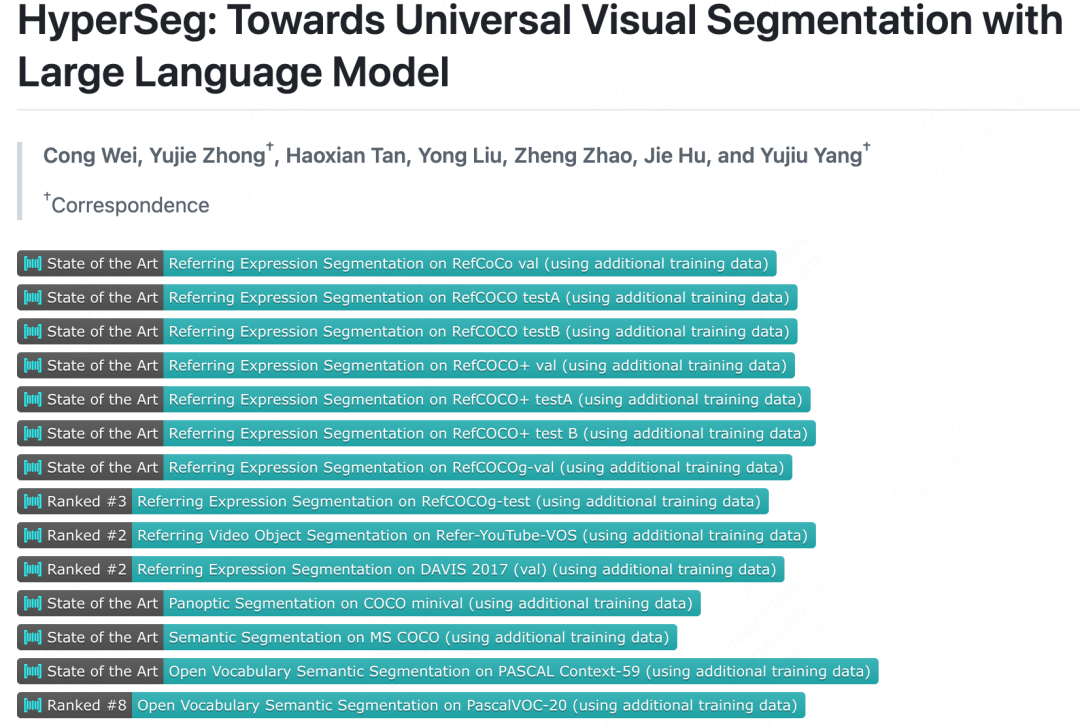 HyperSeg: Towards Universal Visual Segmentation with
Large Language Model
Cong Wei, Yujie Zhong†, Haoxian Tan, Yong Liu, Zheng Zhao, Jie Hu, and Yujiu Yang†
†Correspondence
State of the Art Referring Expression Segmentation on RefCoCo val (using additional training data)
State of the Art Referring Expression Segmentation on RefCOCO testA (using additional training data)
State of the Art Referring Expression Segmentation on RefCOCO testB (using additional training data)
State of the Art Referring Expression Segmentation on RefCOCO+ val (using additional training data)
State of the Art Referring Expression Segmentation on RefCOCO+ testA (using additional training data)
State of the Art Referring Expression Segmentation on RefCOCO+ test B (using additional training data)
State of the Art Referring Expression Segmentation on RefCOCOg-val (using additional training data)
Ranked #3 Referring Expression Segmentation on RefCOCOg-test (using additional training data)
Ranked #2 Referring Video Object Segmentation on Refer-YouTube-VOS (using additional training data)
Ranked #2 Referring Expression Segmentation on DAVIS 2017 (val) (using additional training data)
State of the Art Panoptic Segmentation on COCO minival (using additional training data)
State of the Art Semantic Segmentation on MS COCO (using additional training data)
State of the Art Open Vocabulary Semantic Segmentation on PASCAL Context-59 (using additional training data)
Ranked #8 Open Vocabulary Semantic Segmentation on PascalVOC-20 (using additional training data)